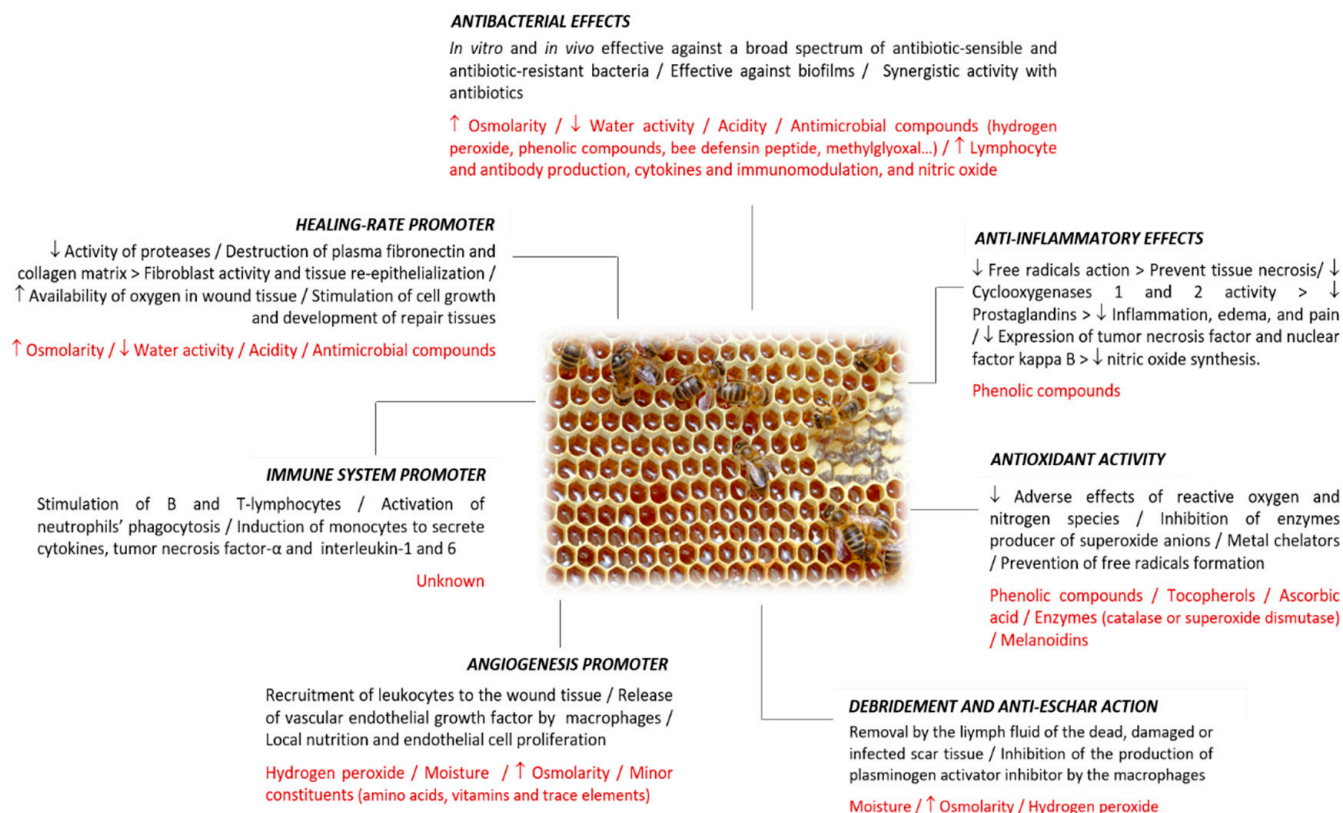 ANTIBACTERIAL EFFECTS
In vitro and in vivo effective against a broad spectrum of antibiotic-sensible and
antibiotic-resistant bacteria / Effective against biofilms / Synergistic activity with
antibiotics
↑ Osmolarity / ↓ Water activity / Acidity / Antimicrobial compounds (hydrogen
peroxide, phenolic compounds, bee defensin peptide, methylglyoxal...) / ↑ Lymphocyte
and antibody production, cytokines and immunomodulation, and nitric oxide
HEALING-RATE PROMOTER
↓ Activity of proteases / Destruction of plasma fibronectin and
collagen matrix > Fibroblast activity and tissue re-epithelialization /
↑ Availability of oxygen in wound tissue / Stimulation of cell growth
and development of repair tissues
↑ Osmolarity / ↓ Water activity / Acidity / Antimicrobial compounds
ANTI-INFLAMMATORY EFFECTS
↓ Free radicals action > Prevent tissue necrosis/ ↓
Cyclooxygenases 1 and 2 activity > ↓
Prostaglandins > ↓ Inflammation, edema, and pain
/ ↓ Expression of tumor necrosis factor and nuclear
factor kappa B > ↓ nitric oxide synthesis.
Phenolic compounds
IMMUNE SYSTEM PROMOTER
Stimulation of B and T-lymphocytes / Activation of
neutrophils' phagocytosis / Induction of monocytes to secrete
cytokines, tumor necrosis factor-α and interleukin-1 and 6
Unknown
ANTIOXIDANT ACTIVITY
↓ Adverse effects of reactive oxygen and
nitrogen species / Inhibition of enzymes
producer of superoxide anions / Metal chelators
/ Prevention of free radicals formation
Phenolic compounds / Tocopherols / Ascorbic
acid / Enzymes (catalase or superoxide dismutase)
/ Melanoidins
ANGIOGENESIS PROMOTER
Recruitment of leukocytes to the wound tissue / Release
of vascular endothelial growth factor by macrophages /
Local nutrition and endothelial cell proliferation
Hydrogen peroxide / Moisture / ↑ Osmolarity / Minor
constituents (amino acids, vitamins and trace elements)
DEBRIDEMENT AND ANTI-ESCHAR ACTION
Removal by the liymph fluid of the dead, damaged or
infected scar tissue / Inhibition of the production of
plasminogen activator inhibitor by the macrophages
Moisture / ↑ Osmolarity / Hydrogen peroxide